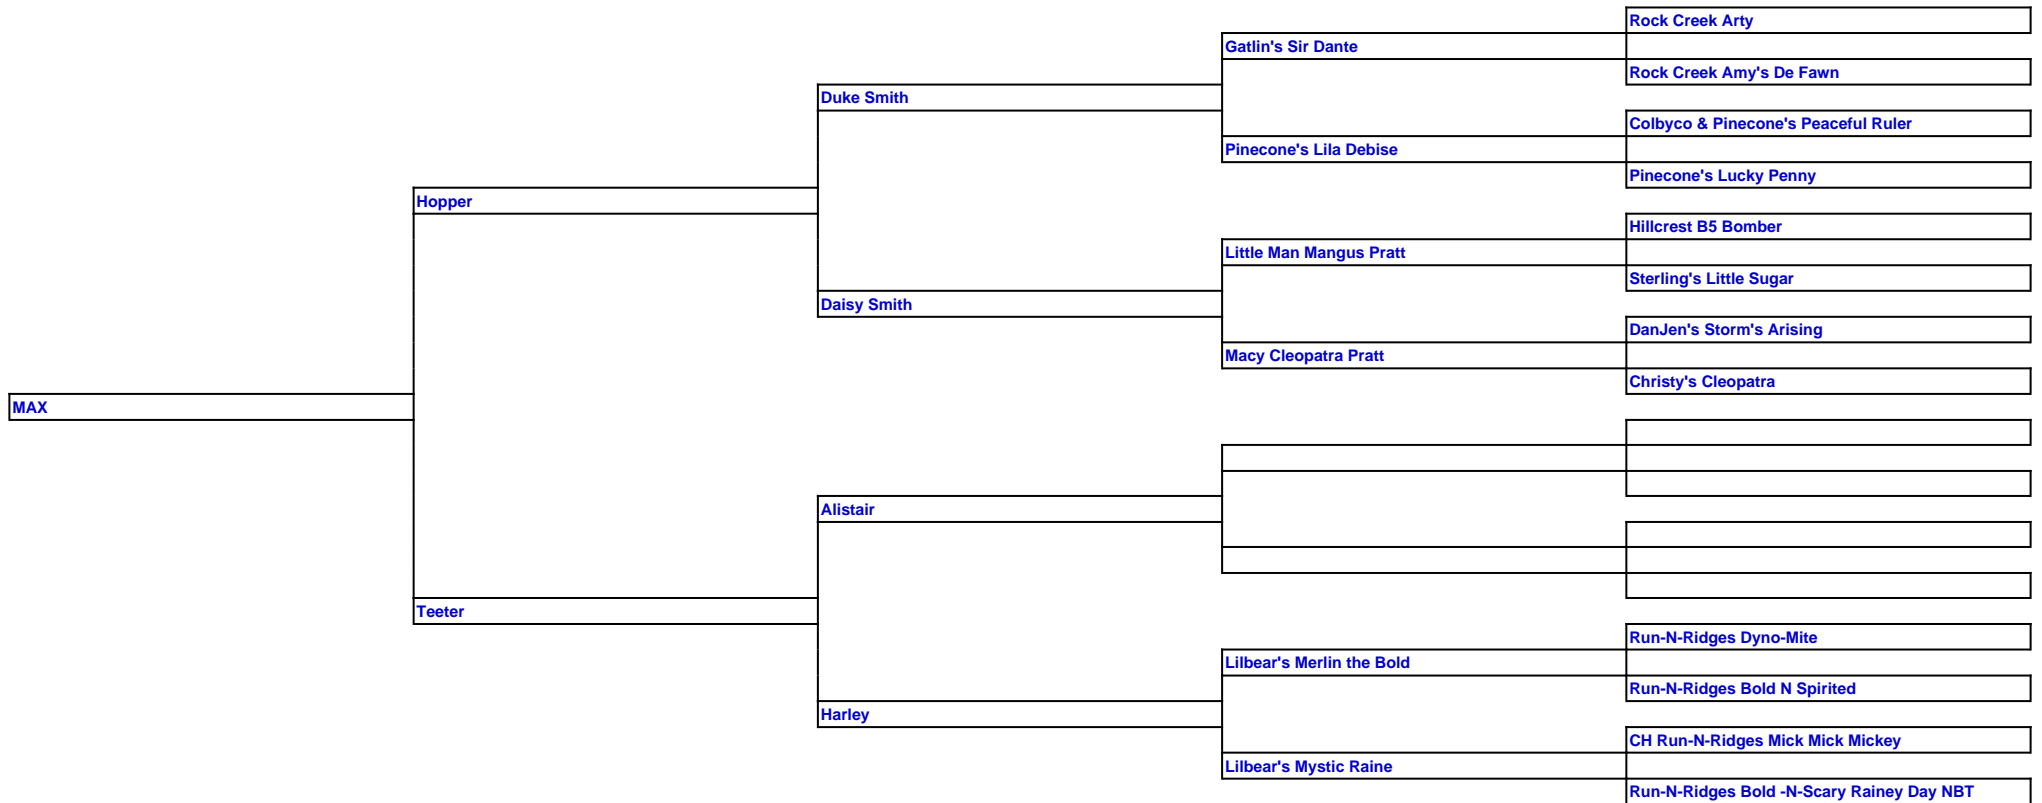 Rock Creek Arty
Gatlin's Sir Dante
Rock Creek Amy's De Fawn
Duke Smith
Colbyco & Pinecone's Peaceful Ruler
Pinecone's Lila Debise
Pinecone's Lucky Penny
Hopper
Hillcrest B5 Bomber
Little Man Mangus Pratt
Sterling's Little Sugar
Daisy Smith
DanJen's Storm's Arising
Macy Cleopatra Pratt
Christy's Cleopatra
MAX
Alistair
Teeter
Run-N-Ridges Dyno-Mite
Lilbear's Merlin the Bold
Run-N-Ridges Bold N Spirited
Harley
CH Run-N-Ridges Mick Mick Mickey
Lilbear's Mystic Raine
Run-N-Ridges Bold -N-Scary Rainey Day NBT